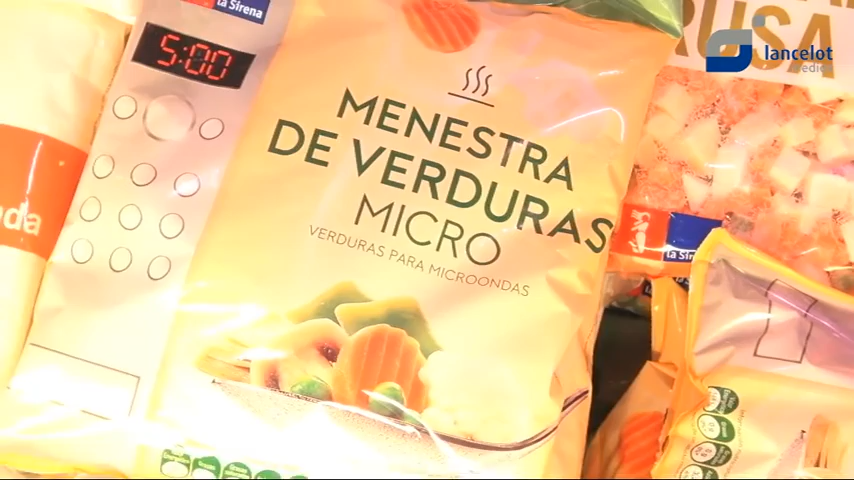 la Sirena
5:00
MENESTRA
DE VERDURAS
MICRO
VERDURAS PARA MICROONDAS
RUSA
lancelot
la Sirena